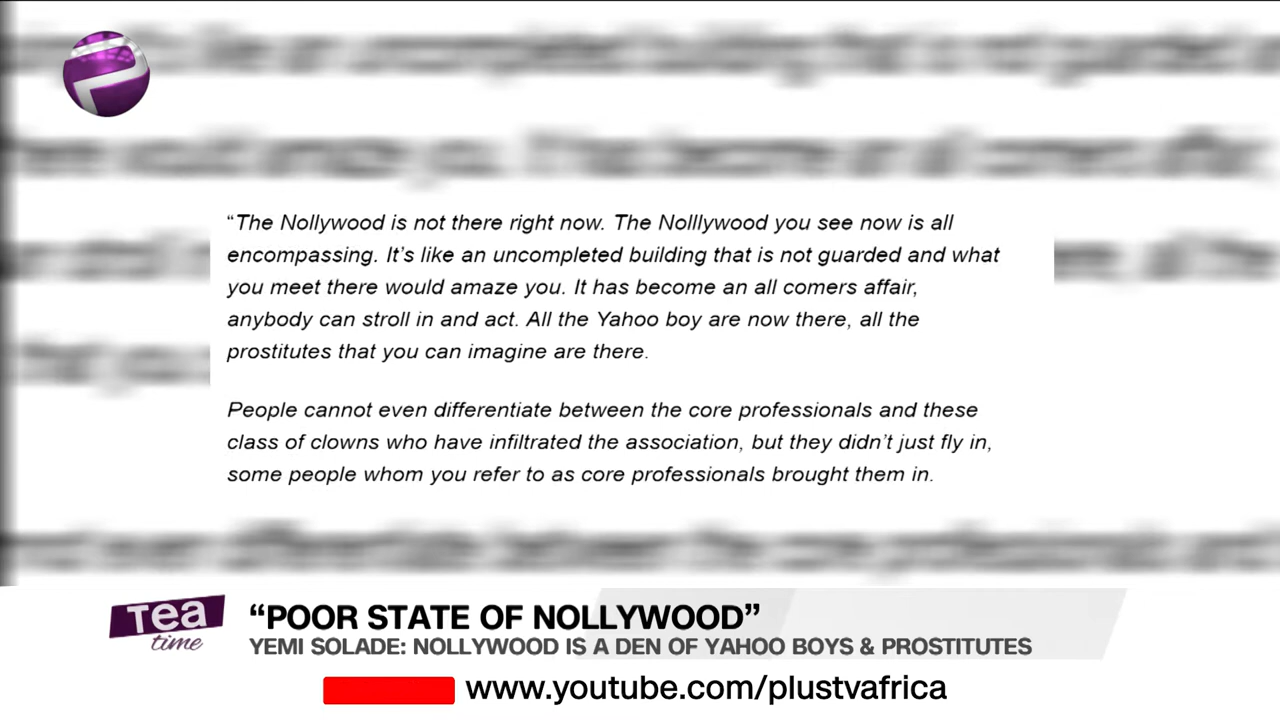 “The Nollywood is not there right now. The Nolllywood you see now is all
encompassing. It’s like an uncompleted building that is not guarded and what
you meet there would amaze you. It has become an all comers affair,
anybody can stroll in and act. All the Yahoo boy are now there, all the
prostitutes that you can imagine are there.
People cannot even differentiate between the core professionals and these
class of clowns who have infiltrated the association, but they didn’t just fly in,
some people whom you refer to as core professionals brought them in.
Tea
time
“POOR STATE OF NOLLYWOOD”
YEMI SOLADE: NOLLYWOOD IS A DEN OF YAHOO BOYS & PROSTITUTES
www.youtube.com/plustvafrica